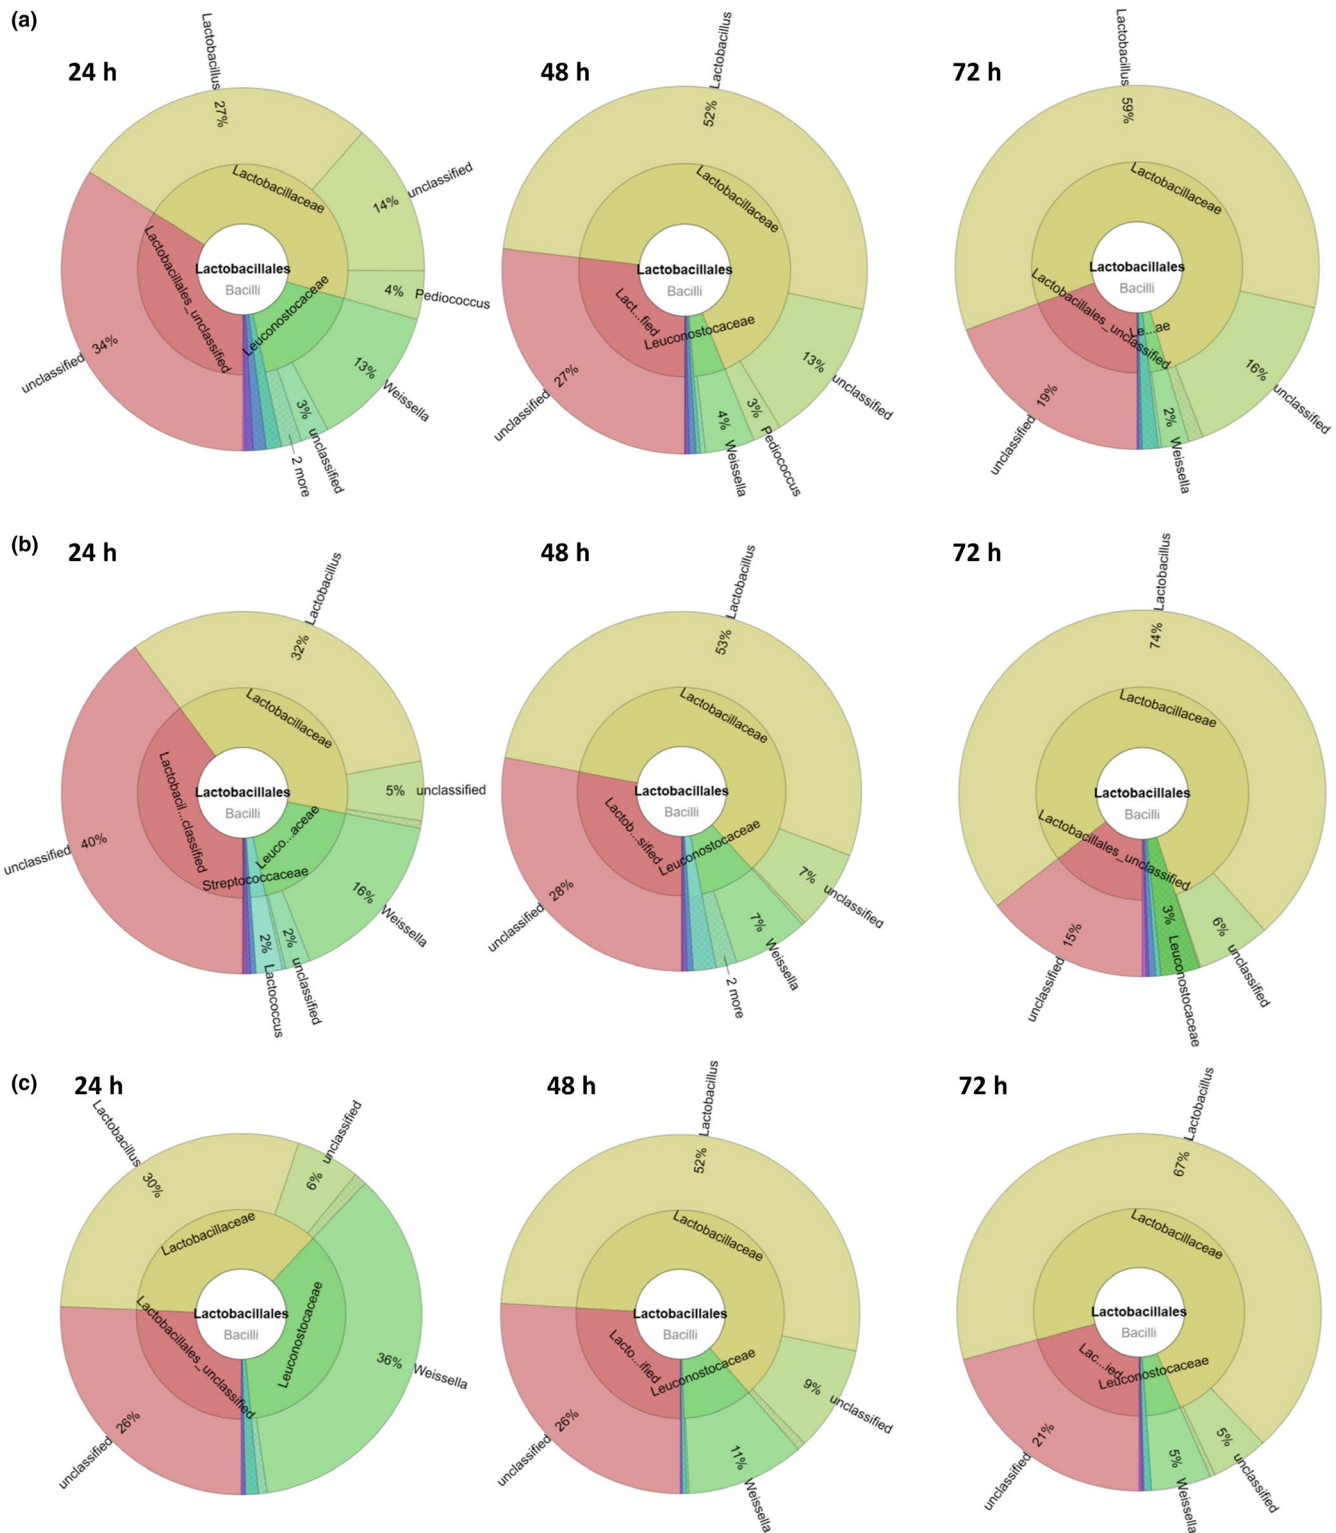 (a)
24 h
48 h
72 h
Lactobacillus
27%
Lactobacillaceae
unclassified
14%
4%
Pediococcus
Lactobacillales
Bacilli
Lactobacillales_unclassified
Leuconostocaceae
unclassified
34%
13%
Weissella
3%
unclassified
2 more
Lactobacillus
52%
Lactobacillaceae
Lactobacillales
Bacilli
Lact...fied
Leuconostocaceae
unclassified
27%
13%
unclassified
3%
Pediococcus
4%
Weissella
Lactobacillus
59%
Lactobacillaceae
Lactobacillales
Bacilli
Lactobacillales_unclassified
Le...ae
unclassified
19%
16%
unclassified
2%
Weissella
(b)
24 h
48 h
72 h
Lactobacillus
32%
Lactobacillaceae
Lactobacillales
Bacilli
5%
unclassified
Lactobacil...classified
Leuco...aceae
Streptococcaceae
unclassified
40%
16%
Weissella
2%
unclassified
2%
Lactococcus
Lactobacillus
53%
Lactobacillaceae
Lactobacillales
Bacilli
Lactob...sified
Leuconostocaceae
unclassified
28%
7%
unclassified
7%
Weissella
2 more
Lactobacillus
74%
Lactobacillaceae
Lactobacillales
Bacilli
Lactobacillales_unclassified
unclassified
15%
6%
unclassified
3%
Leuconostocaceae
(c)
24 h
48 h
72 h
Lactobacillus
30%
unclassified
6%
Lactobacillaceae
Lactobacillales
Bacilli
Lactobacillales_unclassified
Leuconostocaceae
36%
Weissella
unclassified
26%
Lactobacillus
52%
Lactobacillaceae
Lactobacillales
Bacilli
Lacto...ified
Leuconostocaceae
unclassified
26%
9%
unclassified
11%
Weissella
Lactobacillus
67%
Lactobacillaceae
Lactobacillales
Bacilli
Lac...ied
Leuconostocaceae
unclassified
21%
5%
unclassified
5%
Weissella